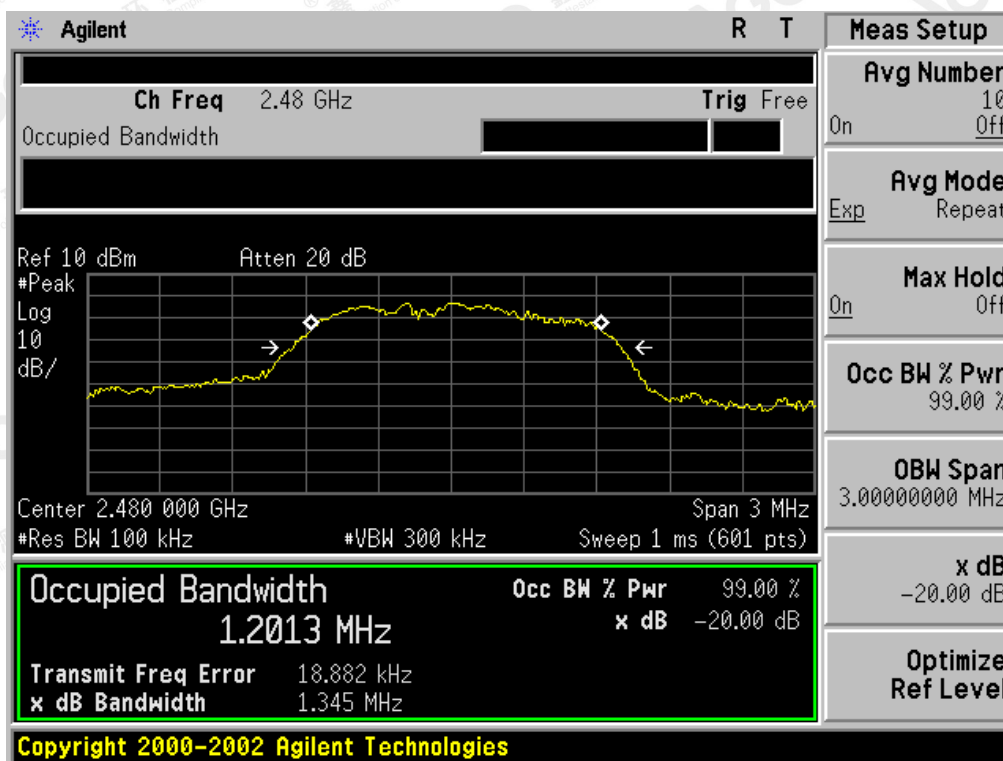 Agilent
R T
Meas Setup
Ch Freq 2.48 GHz
Trig Free
Occupied Bandwidth
Avg Number
10
On Off
Avg Mode
Exp Repeat
Max Hold
On Off
Occ BW % Pwr
99.00 %
OBW Span
3.00000000 MHz
x dB
-20.00 dB
Optimize
Ref Level
Ref 10 dBm
Atten 20 dB
#Peak
Log
10
dB/
Center 2.480 000 GHz
Span 3 MHz
#Res BW 100 kHz
#VBW 300 kHz
Sweep 1 ms (601 pts)
Occupied Bandwidth
1.2013 MHz
Occ BW % Pwr 99.00 %
x dB -20.00 dB
Transmit Freq Error 18.882 kHz
x dB Bandwidth 1.345 MHz
Copyright 2000-2002 Agilent Technologies